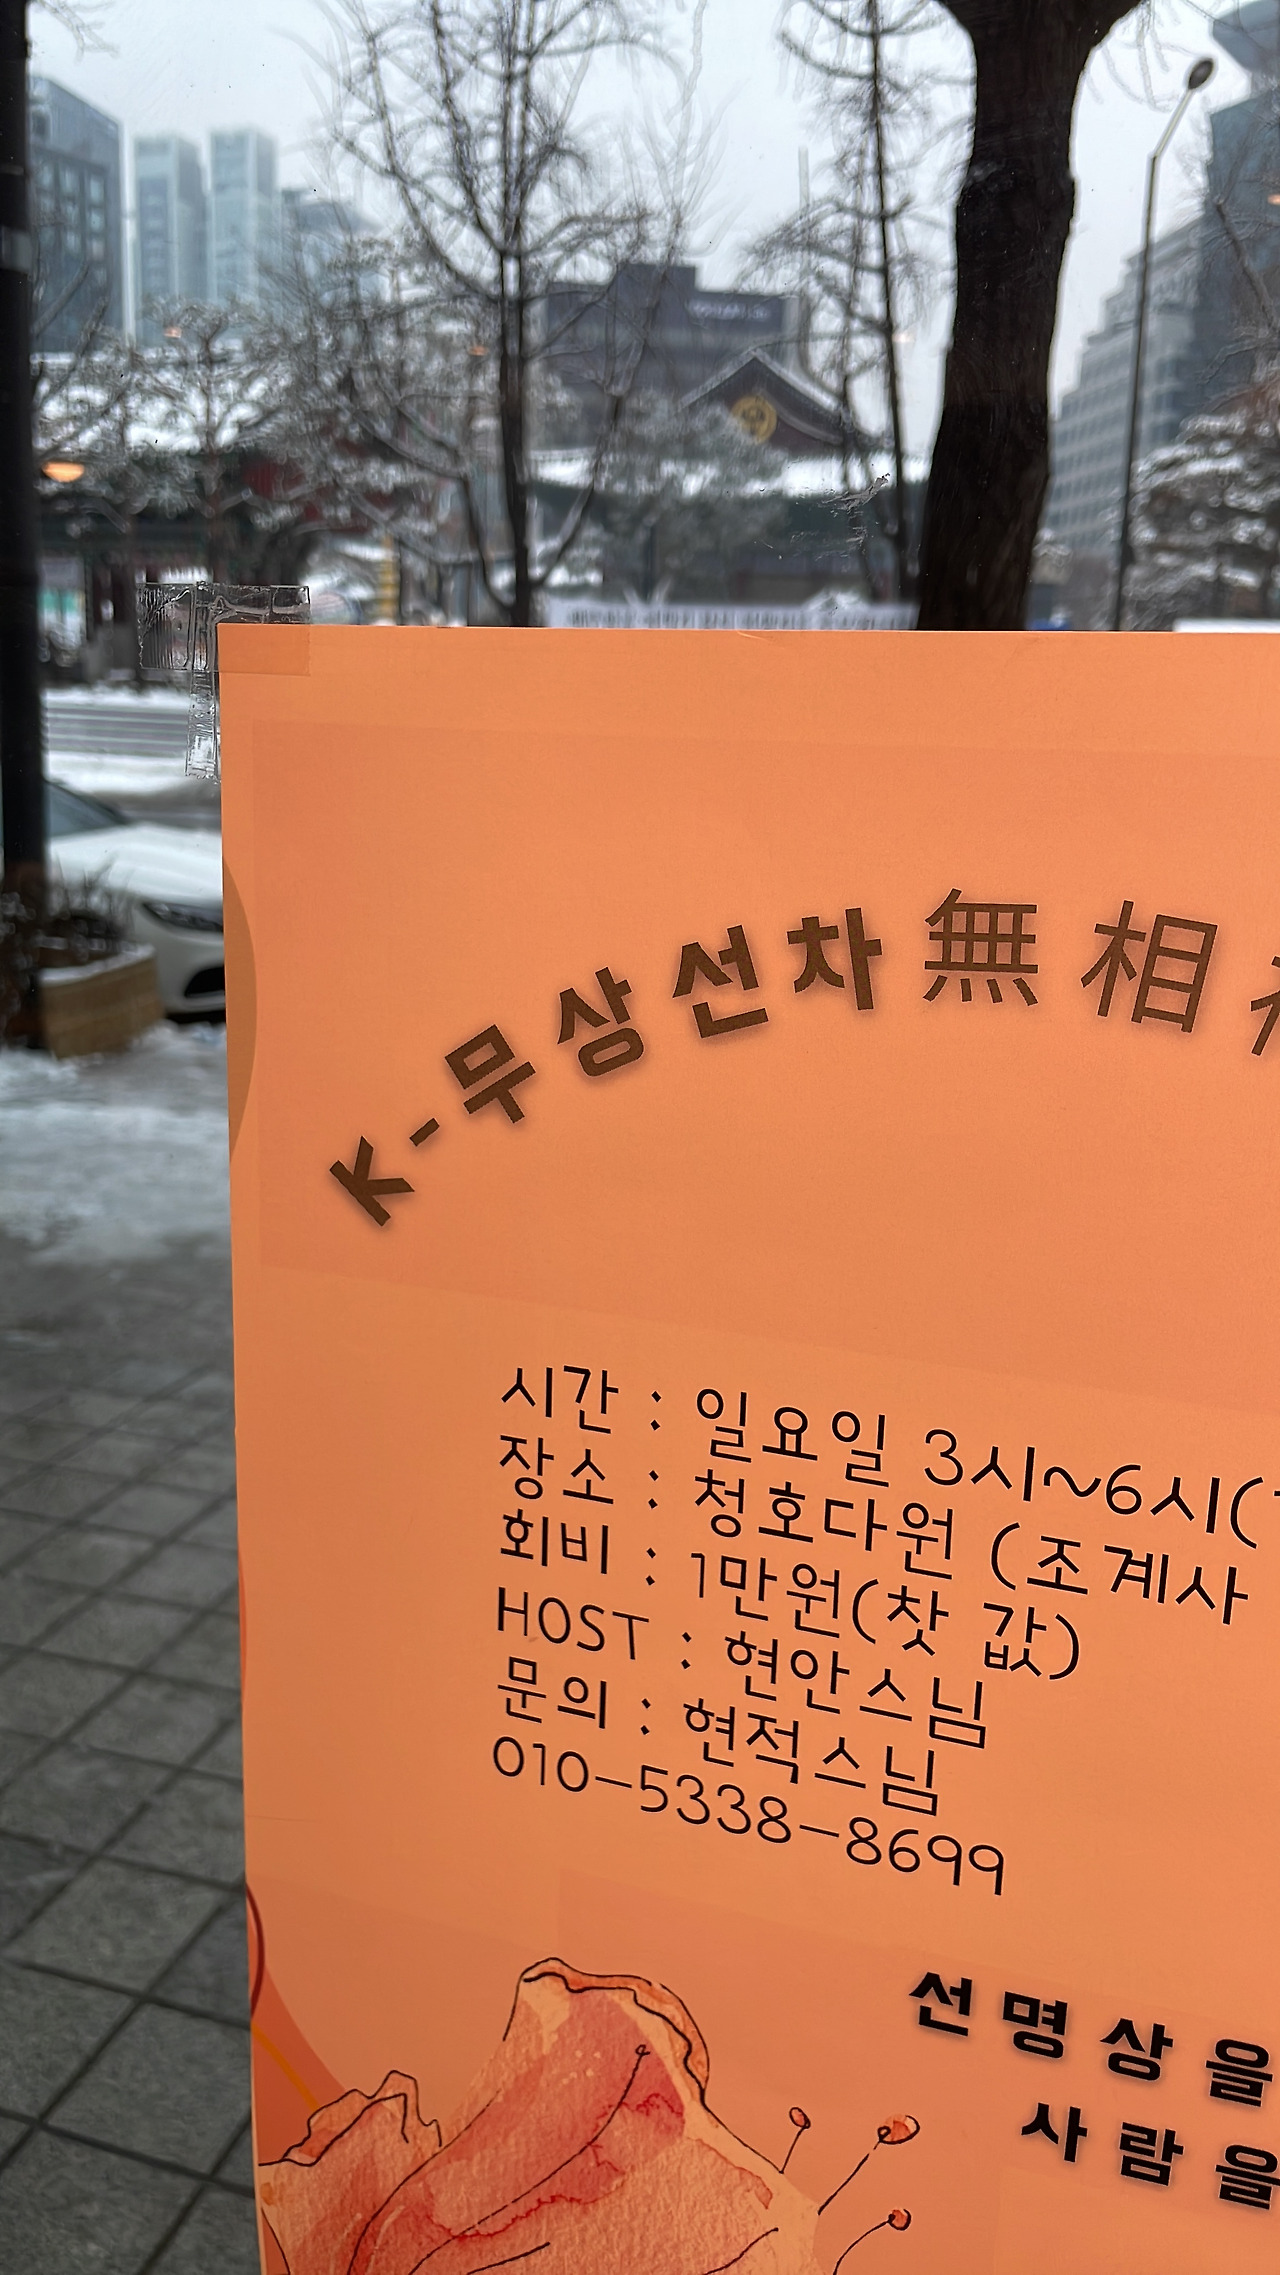 K-무상선차 無相
시간 : 일요일 3시~6시(
장소 : 청호다원 (조계사
회비 : 1만원(찻 값)
HOST : 현안스님
문의 : 현적스님
010-5338-8699
선명상을
사람을